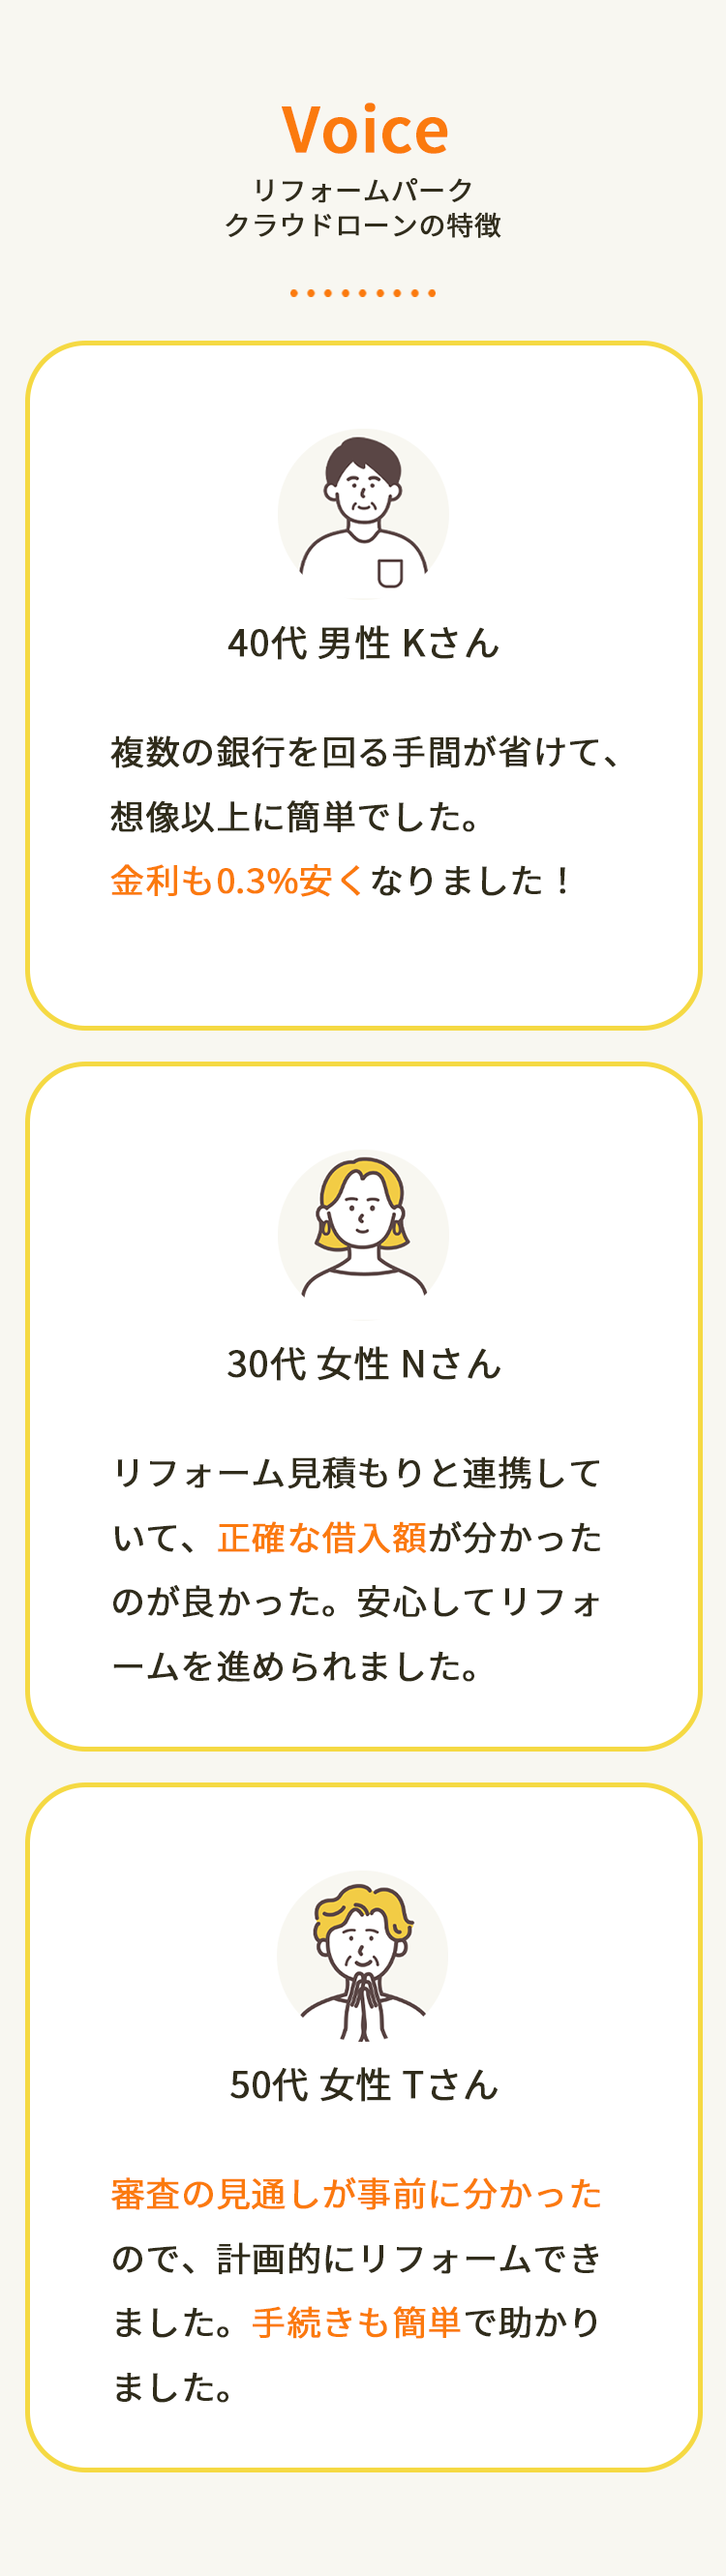 Voice
リフォームパーク
クラウドローンの特徴
40代 男性 Kさん
複数の銀行を回る手間が省けて、
想像以上に簡単でした。
金利も0.3%安くなりました！
30代 女性 Nさん
リフォーム見積もりと連携して
いて、正確な借入額が分かった
のが良かった。安心してリフォ
ームを進められました。
50代 女性 Tさん
審査の見通しが事前に分かった
ので、計画的にリフォームでき
ました。手続きも簡単で助かり
ました。